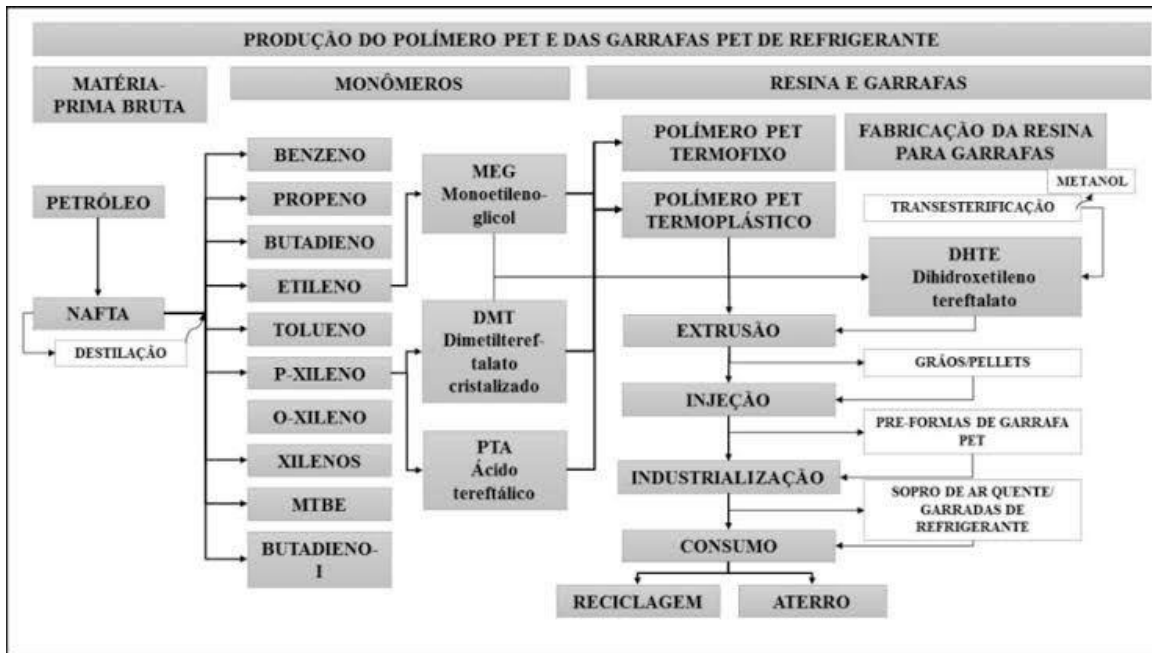 PRODUÇÃO DO POLÍMERO PET E DAS GARRAFAS PET DE REFRIGERANTE
MATÉRIA-
PRIMA BRUTA
MONÔMEROS
RESINA E GARRAFAS
PETRÓLEO
NAFTA
DESTILAÇÃO
BENZENO
PROPENO
BUTADIENO
ETILENO
TOLUENO
P-XILENO
O-XILENO
XILENOS
MTBE
BUTADIENO-
I
MEG
Monoetileno-
glicol
DMT
Dimetilteref-
talato
cristalizado
PTA
Ácido
tereftálico
POLÍMERO PET
TERMOFIXO
POLÍMERO PET
TERMOPLÁSTICO
EXTRUSÃO
INJEÇÃO
INDUSTRIALIZAÇÃO
CONSUMO
RECICLAGEM
ATERRO
FABRICAÇÃO DA RESINA
PARA GARRAFAS
METANOL
TRANSESTERIFICAÇÃO
DHTE
Dihidroxetileno
tereftalato
GRÃOS/PELLETS
PRE-FORMAS DE GARRAFA
PET
SOPRO DE AR QUENTE/
GARRADAS DE
REFRIGERANTE